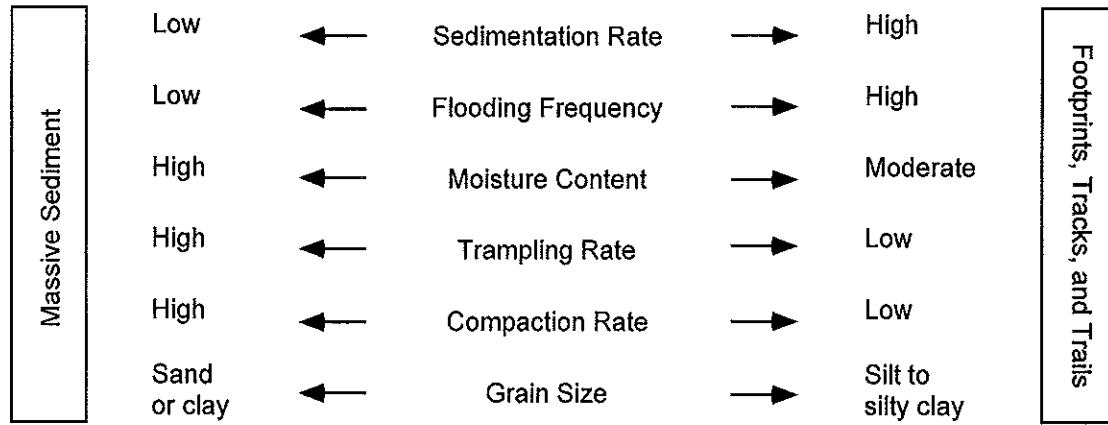 Massive Sediment
Low Sedimentation Rate High
Low Flooding Frequency High
High Moisture Content Moderate
High Trampling Rate Low
High Compaction Rate Low
Sand
or clay
Grain Size
Silt to
silty clay
Footprints, Tracks, and Trails